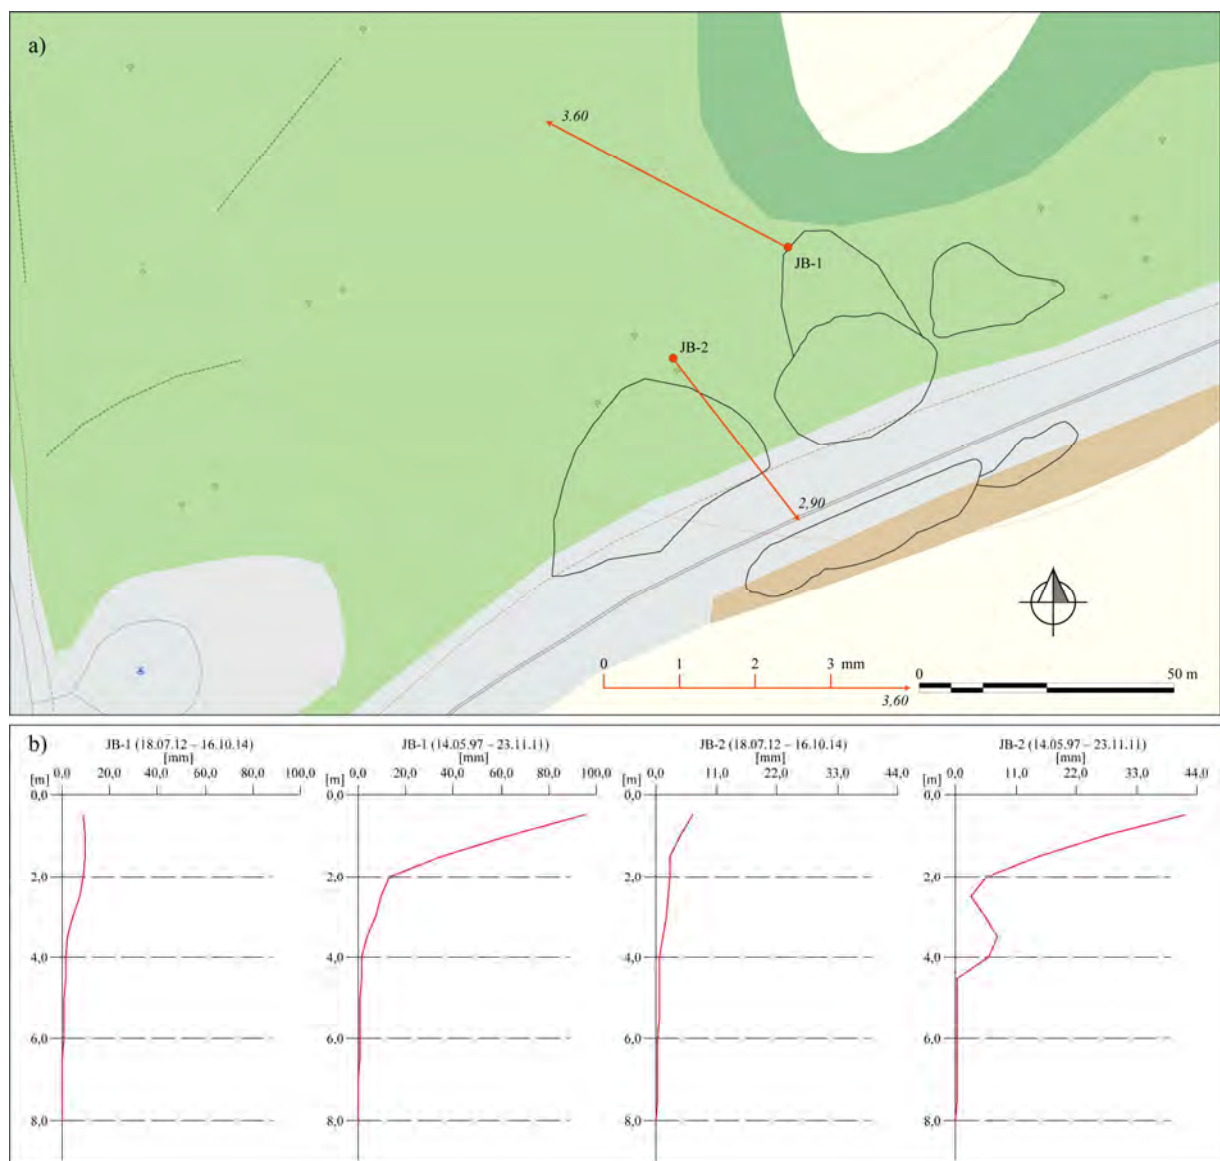 a)
3.60
JB-1
JB-2
2,90
0 1 2 3 mm
3,60
0 50 m
b)
JB-1 (18.07.12 – 16.10.14)
[mm]
[m] 0,0 20,0 40,0 60,0 80,0 100,0
0,0
2,0
4,0
6,0
8,0
JB-1 (14.05.97 – 23.11.11)
[mm]
[m] 0,0 20,0 40,0 60,0 80,0 100,0
0,0
2,0
4,0
6,0
8,0
JB-2 (18.07.12 – 16.10.14)
[mm]
[m] 0,0 11,0 22,0 33,0 44,0
0,0
2,0
4,0
6,0
8,0
JB-2 (14.05.97 – 23.11.11)
[mm]
[m] 0,0 11,0 22,0 33,0 44,0
0,0
2,0
4,0
6,0
8,0